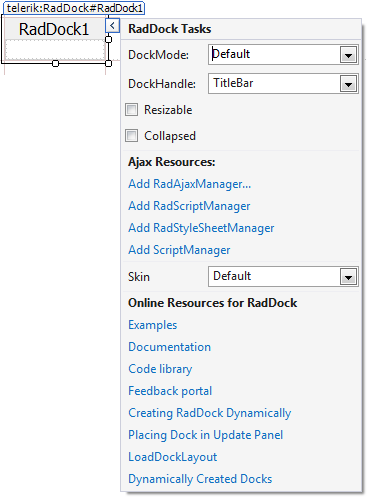 telerik:RadDock#RadDock1
RadDock1
RadDock Tasks
DockMode: Default
DockHandle: TitleBar
Resizable
Collapsed
Ajax Resources:
Add RadAjaxManager...
Add RadScriptManager
Add RadStyleSheetManager
Add ScriptManager
Skin Default
Online Resources for RadDock
Examples
Documentation
Code library
Feedback portal
Creating RadDock Dynamically
Placing Dock in Update Panel
LoadDockLayout
Dynamically Created Docks